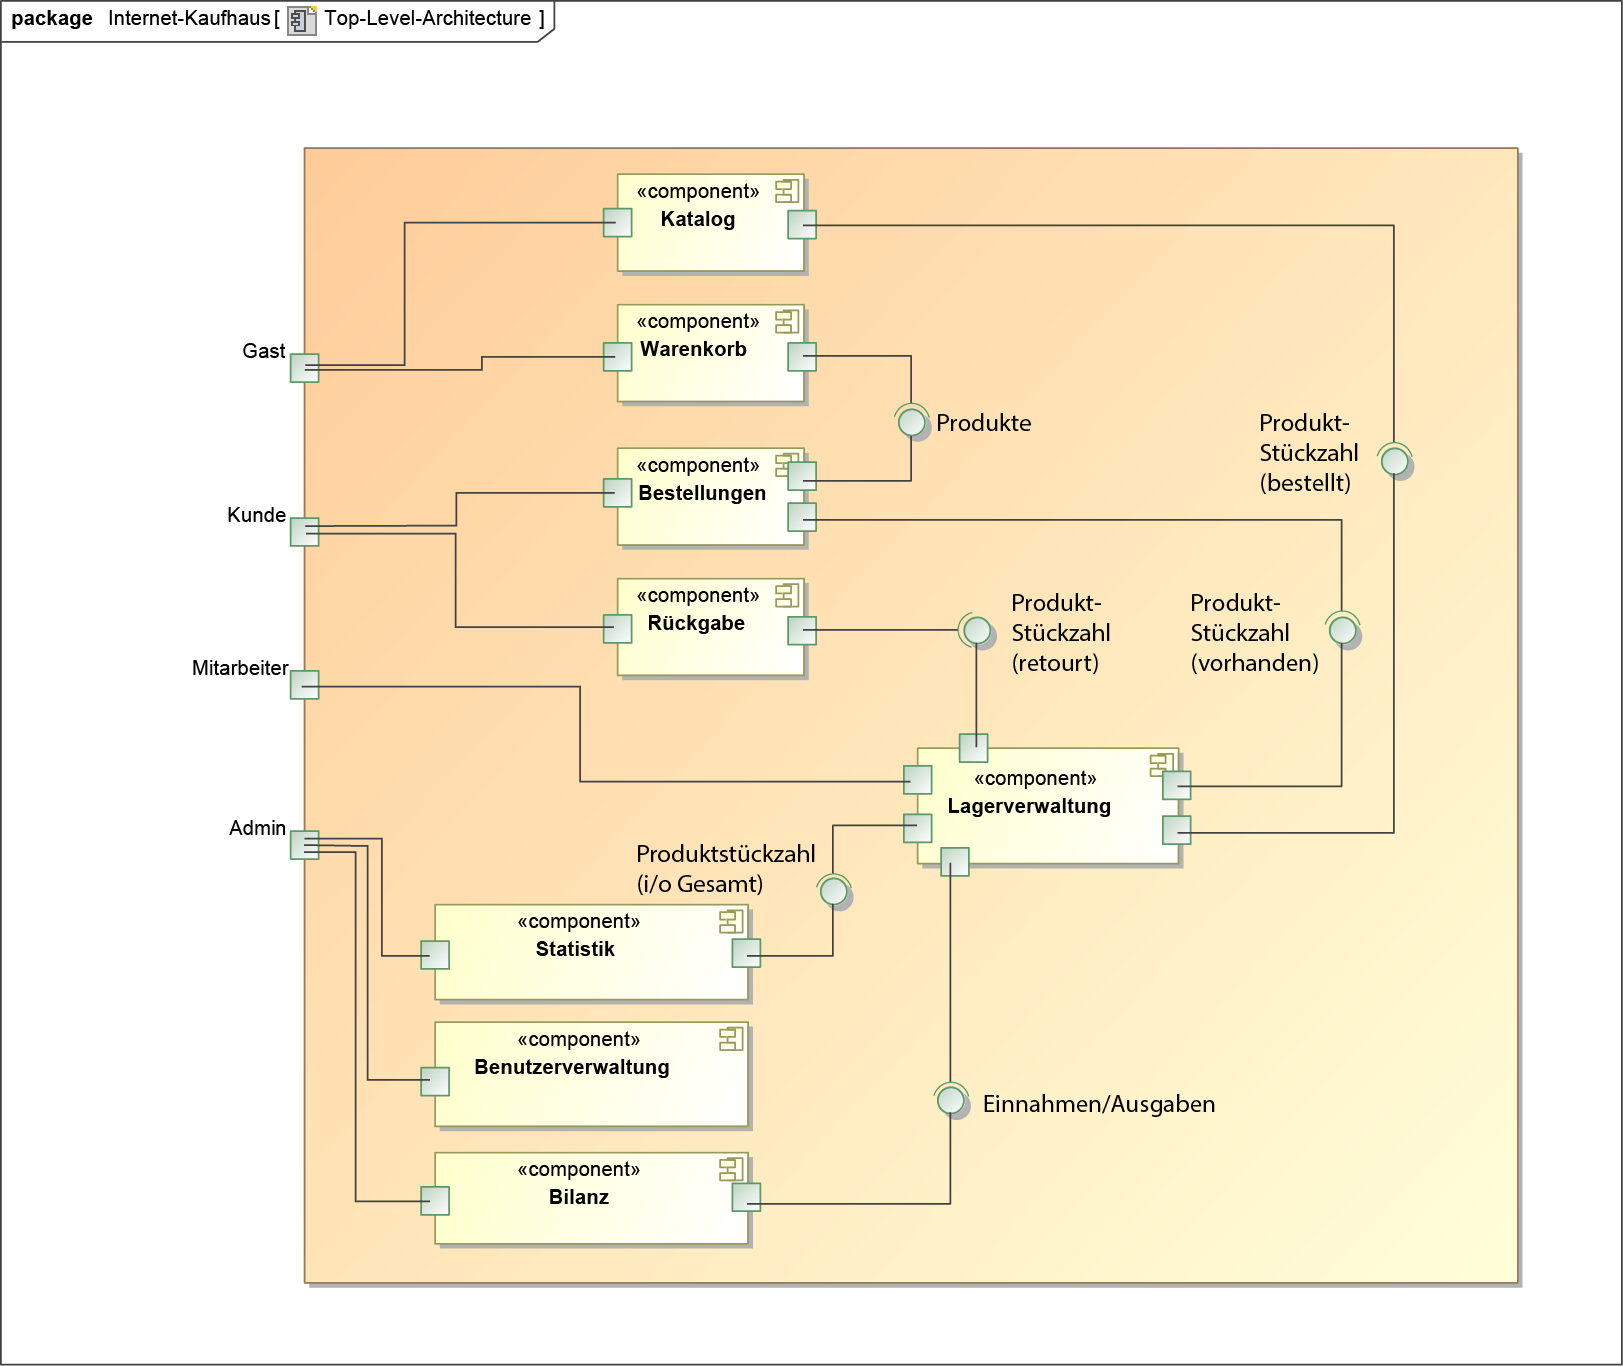 package Internet-Kaufhaus [ Top-Level-Architecture ]
«component»
Katalog
«component»
Warenkorb
Gast
Produkte
Produkt-
Stückzahl
(bestellt)
«component»
Bestellungen
Kunde
«component»
Rückgabe
Produkt-
Stückzahl
(retourt)
Produkt-
Stückzahl
(vorhanden)
Mitarbeiter
«component»
Lagerverwaltung
Admin
Produktstückzahl
(i/o Gesamt)
«component»
Statistik
«component»
Benutzerverwaltung
Einnahmen/Ausgaben
«component»
Bilanz